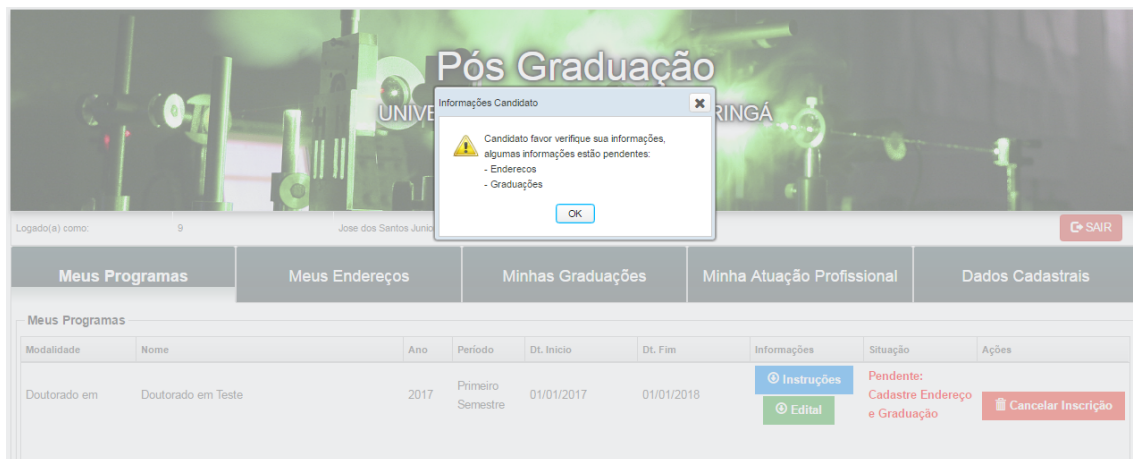 Pós Graduação
UNIVE
RINGÁ
Informações Candidato
Candidato favor verifique sua informações,
algumas informações estão pendentes:
- Enderecos
- Graduações
OK
Logado(a) como: 9 Jose dos Santos Junio
SAIR
Meus Programas Meus Endereços Minhas Graduações Minha Atuação Profissional Dados Cadastrais
Meus Programas
Modalidade Nome Ano Período Dt. Inicio Dt. Fim Informações Situação Ações
Doutorado em Doutorado em Teste 2017 Primeiro Semestre 01/01/2017 01/01/2018
Instruções
Edital
Pendente:
Cadastre Endereço
e Graduação
Cancelar Inscrição